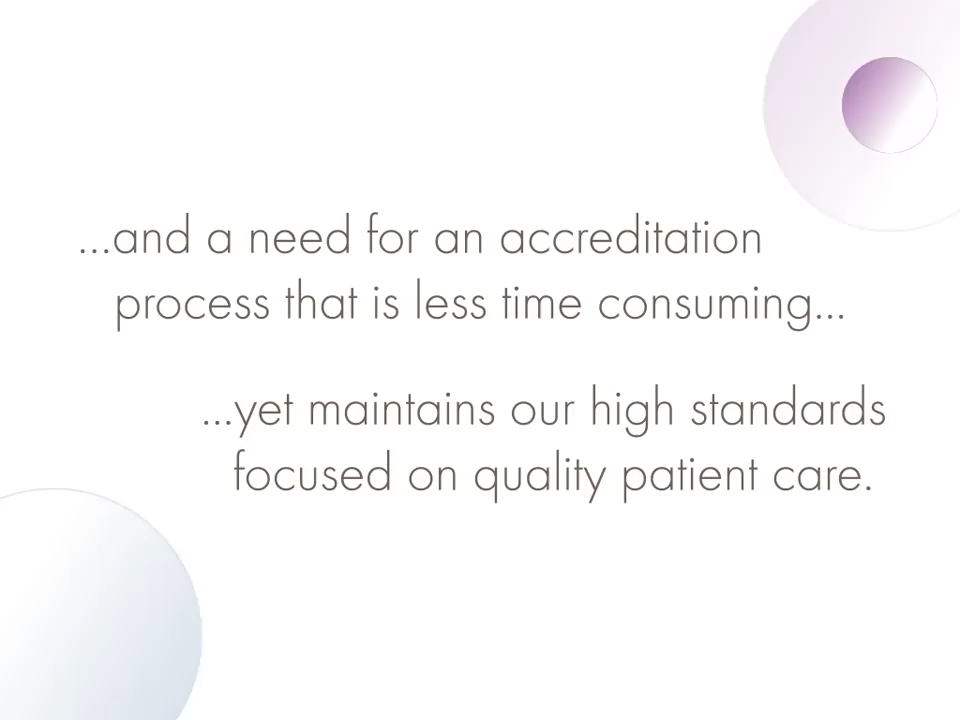 ...and a need for an accreditation
process that is less time consuming...
...yet maintains our high standards
focused on quality patient care.